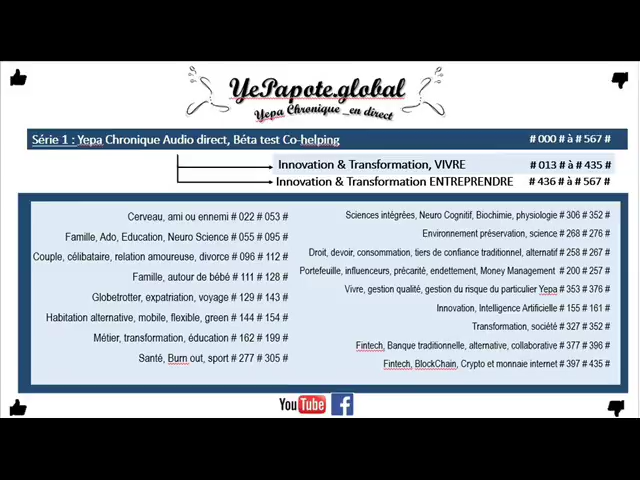 YePapote.global
Yepa Chronique _en direct
Série 1 : Yepa Chronique Audio direct, Béta test Co-helping # 000 # à # 567 #
Innovation & Transformation, VIVRE # 013 # à # 435 #
Innovation & Transformation ENTREPRENDRE # 436 # à # 567 #
Cerveau, ami ou ennemi # 022 # 053 #
Famille, Ado, Education, Neuro Science # 055 # 095 #
Couple, célibataire, relation amoureuse, divorce # 096 # 112 #
Famille, autour de bébé # 111 # 128 #
Globetrotter, expatriation, voyage # 129 # 143 #
Habitation alternative, mobile, flexible, green # 144 # 154 #
Métier, transformation, éducation # 162 # 199 #
Santé, Burn out, sport # 277 # 305 #
Sciences intégrées, Neuro Cognitif, Biochimie, physiologie # 306 # 352 #
Environnement préservation, science # 268 # 276 #
Droit, devoir, consommation, tiers de confiance traditionnel, alternatif # 258 # 267 #
Portefeuille, influenceurs, précarité, endettement, Money Management # 200 # 257 #
Vivre, gestion qualité, gestion du risque du particulier Yepa # 353 # 376 #
Innovation, Intelligence Artificielle # 155 # 161 #
Transformation, société # 327 # 352 #
Fintech, Banque traditionnelle, alternative, collaborative # 377 # 396 #
Fintech, BlockChain, Crypto et monnaie internet # 397 # 435 #
YouTube f